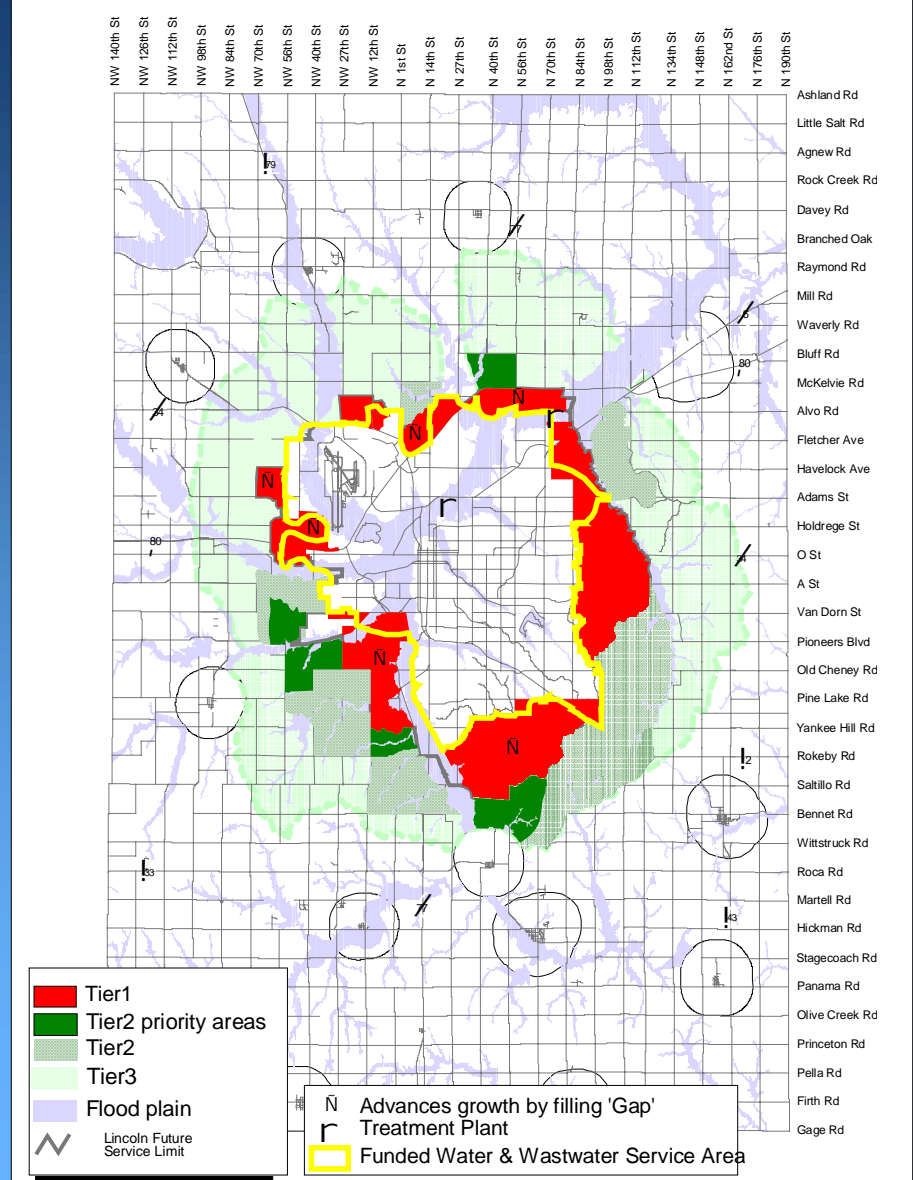 NW 140th St
NW 126th St
NW 112th St
NW 98th St
NW 84th St
NW 70th St
NW 56th St
NW 40th St
NW 27th St
NW 12th St
N 1st St
N 14th St
N 27th St
N 40th St
N 56th St
N 70th St
N 84th St
N 98th St
N 112th St
N 134th St
N 148th St
N 162nd St
N 176th St
N 190th St
Ashland Rd
Little Salt Rd
Agnew Rd
79
Rock Creek Rd
Davey Rd
Branched Oak
Raymond Rd
Mill Rd
Waverly Rd
Bluff Rd
80
McKelvie Rd
Ñ
Alvo Rd
34
r
Ñ
Fletcher Ave
Havelock Ave
Ñ
Adams St
r
Holdrege St
Ñ
80
O St
A St
Van Dorn St
Pioneers Blvd
Ñ
Old Cheney Rd
Pine Lake Rd
Yankee Hill Rd
Ñ
2
Rokeby Rd
Saltillo Rd
Bennet Rd
Wittstruck Rd
33
Roca Rd
Martell Rd
43
Hickman Rd
Stagecoach Rd
Panama Rd
Olive Creek Rd
Princeton Rd
Pella Rd
Firth Rd
Gage Rd
Tier1
Tier2 priority areas
Tier2
Tier3
Flood plain
Lincoln Future
Service Limit
Ñ Advances growth by filling 'Gap'
r Treatment Plant
Funded Water & Wastwater Service Area